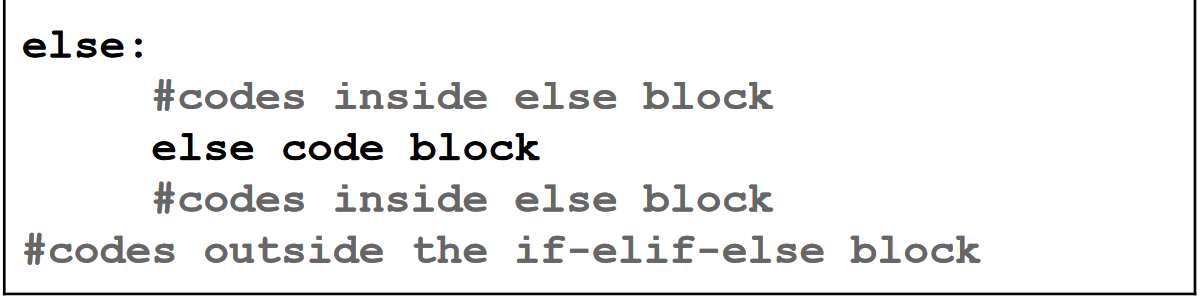 else:
#codes inside else block
else code block
#codes inside else block
#codes outside the if-elif-else block